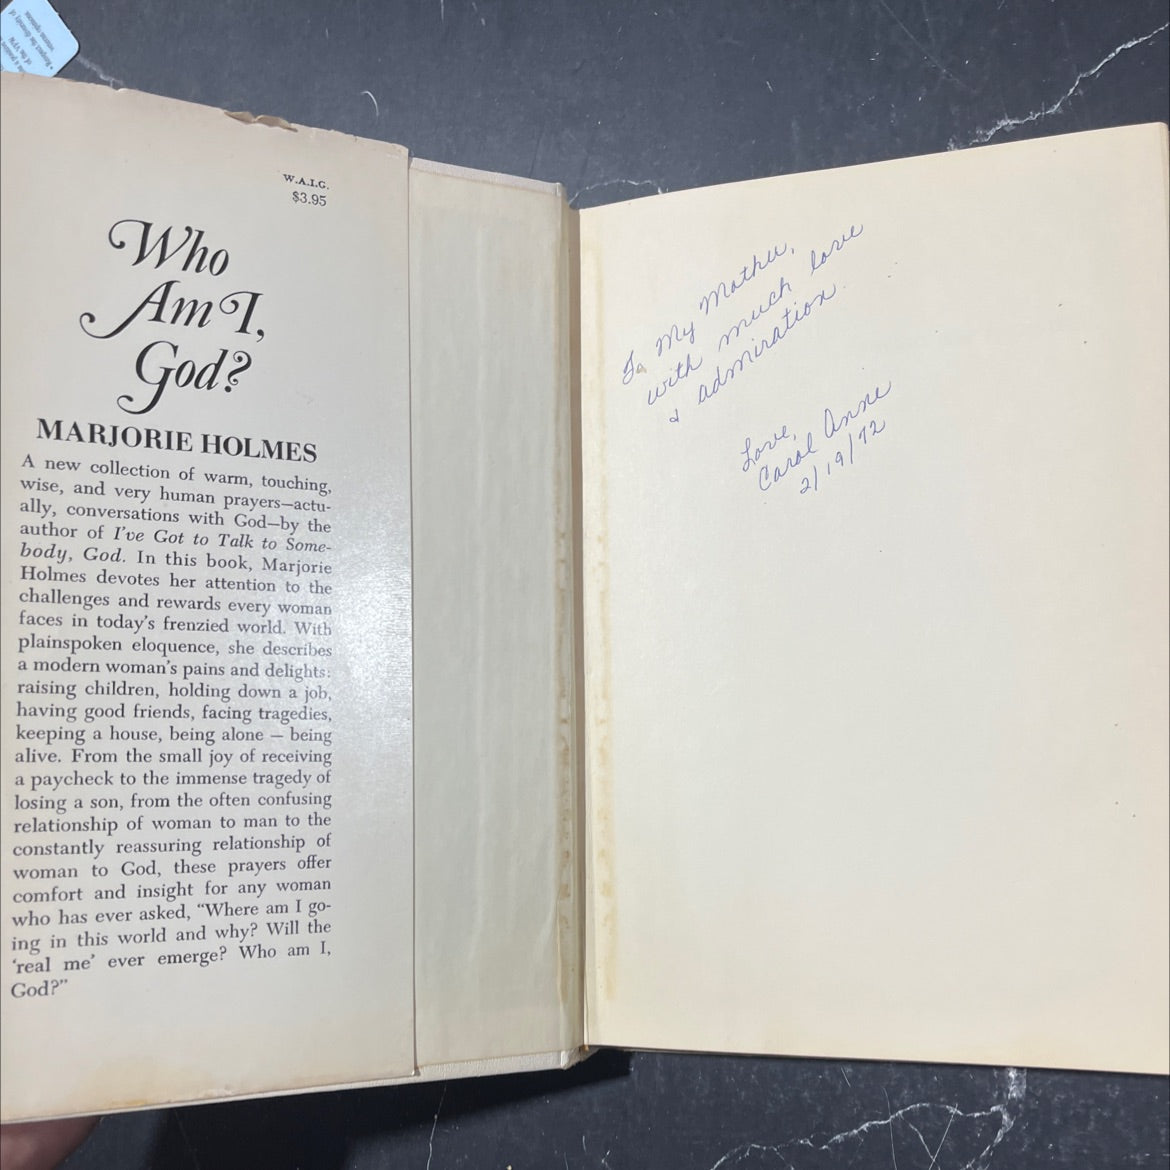 W.A.I.G.
$3.95
Who
Am I,
God?
MARJORIE HOLMES
A new collection of warm, touching,
wise, and very human prayers—actu-
ally, conversations with God—by the
author of I've Got to Talk to Some-
body, God. In this book, Marjorie
Holmes devotes her attention to the
challenges and rewards every woman
faces in today's frenzied world. With
plainspoken eloquence, she describes
a modern woman's pains and delights:
raising children, holding down a job,
having good friends, facing tragedies,
keeping a house, being alone — being
alive. From the small joy of receiving
a paycheck to the immense tragedy of
losing a son, from the often confusing
relationship of woman to man to the
constantly reassuring relationship of
woman to God, these prayers offer
comfort and insight for any woman
who has ever asked, “Where am I go-
ing in this world and why? Will the
‘real me’ ever emerge? Who am I,
God?”
To My Mother,
with much love
& admiration.
Love,
Carol Anne
2/19/72